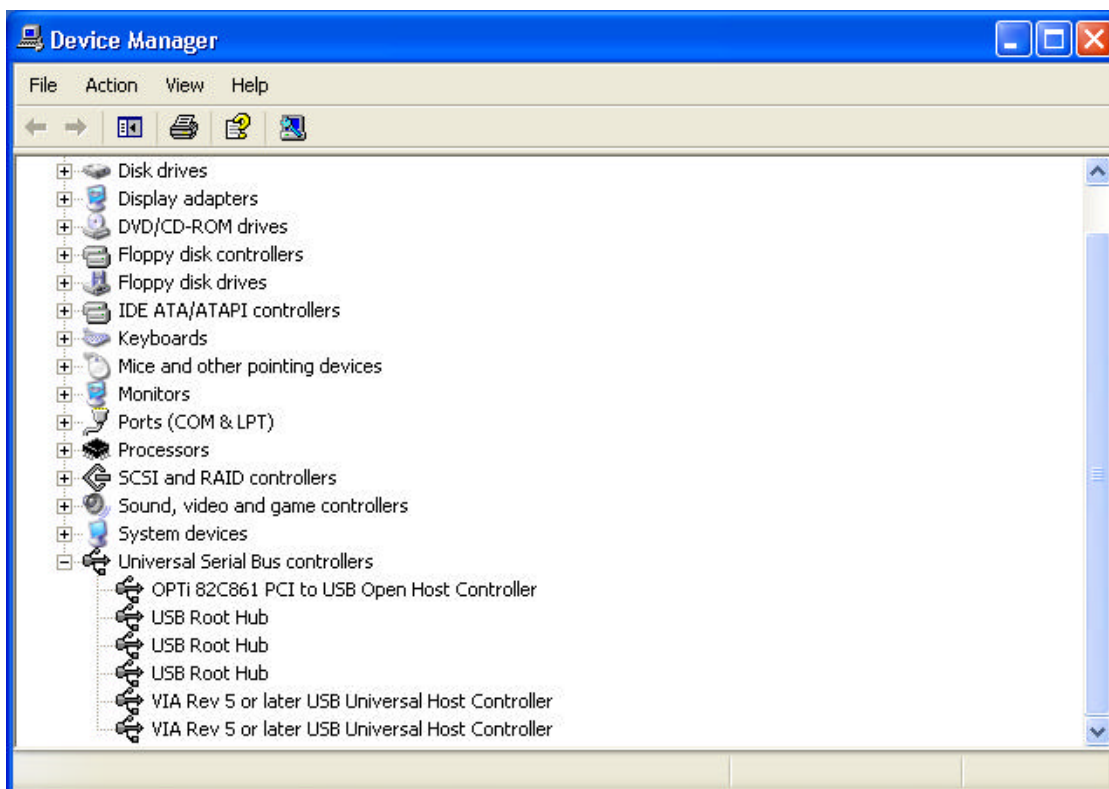 Device Manager
File Action View Help
Disk drives
Display adapters
DVD/CD-ROM drives
Floppy disk controllers
Floppy disk drives
IDE ATA/ATAPI controllers
Keyboards
Mice and other pointing devices
Monitors
Ports (COM & LPT)
Processors
SCSI and RAID controllers
Sound, video and game controllers
System devices
Universal Serial Bus controllers
OPTi 82C861 PCI to USB Open Host Controller
USB Root Hub
USB Root Hub
USB Root Hub
VIA Rev 5 or later USB Universal Host Controller
VIA Rev 5 or later USB Universal Host Controller